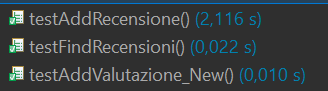 testAddRecensione() (2,116 s)
testFindRecensioni() (0,022 s)
testAddValutazione_New() (0,010 s)